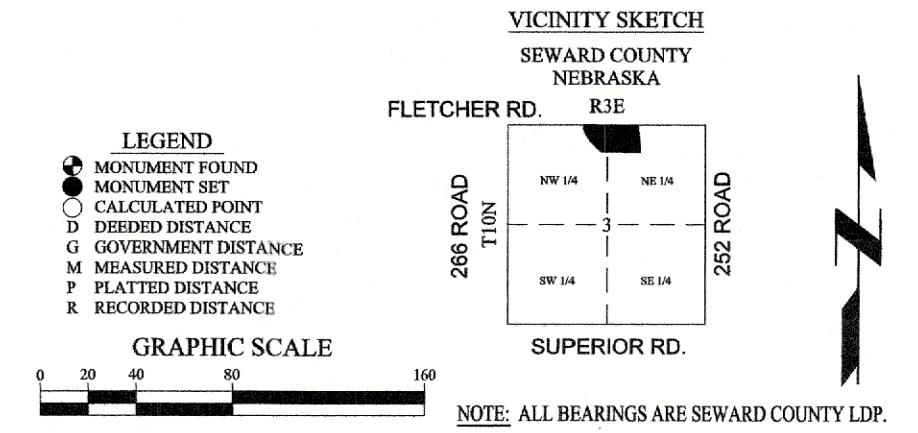 VICINITY SKETCH
SEWARD COUNTY
NEBRASKA
FLETCHER RD.
R3E
LEGEND
MONUMENT FOUND
MONUMENT SET
CALCULATED POINT
D DEEDED DISTANCE
G GOVERNMENT DISTANCE
M MEASURED DISTANCE
P PLATTED DISTANCE
R RECORDED DISTANCE
266 ROAD
T10N
NW 1/4
NE 1/4
3
SW 1/4
SE 1/4
252 ROAD
SUPERIOR RD.
N
GRAPHIC SCALE
0 20 40 80 160
NOTE: ALL BEARINGS ARE SEWARD COUNTY LDP.